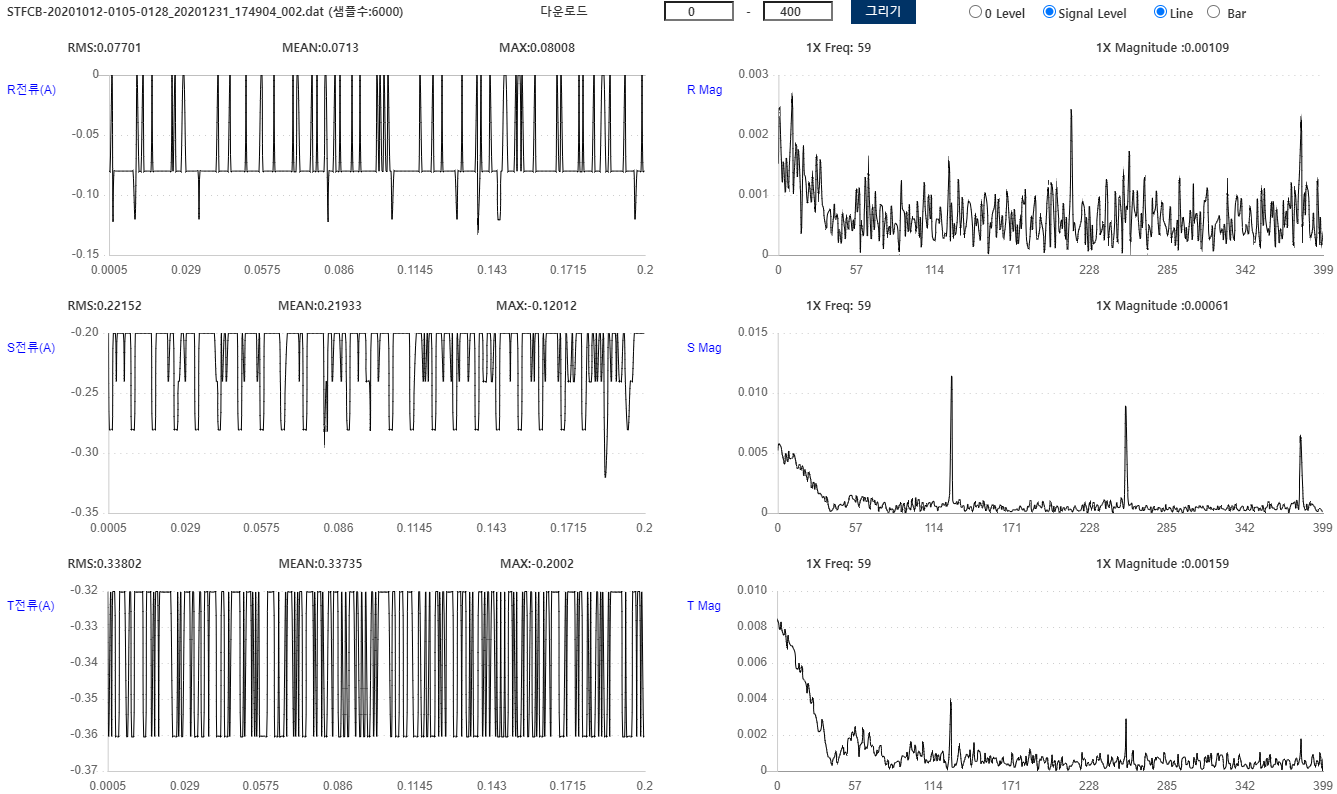 STFCB-20201012-0105-0128_20201231_174904_002.dat (샘플수:6000) 다운로드 0 - 400 그리기 0 Level Signal Level Line Bar
RMS:0.07701 MEAN:0.0713 MAX:0.08008 1X Freq: 59 1X Magnitude :0.00109
R전류(A)
0
-0.05
-0.10
-0.15
0.0005 0.029 0.0575 0.086 0.1145 0.143 0.1715 0.2
R Mag
0.003
0.002
0.001
0
0 57 114 171 228 285 342 399
RMS:0.22152 MEAN:0.21933 MAX:-0.12012 1X Freq: 59 1X Magnitude :0.00061
S전류(A)
-0.20
-0.25
-0.30
-0.35
0.0005 0.029 0.0575 0.086 0.1145 0.143 0.1715 0.2
S Mag
0.015
0.010
0.005
0
0 57 114 171 228 285 342 399
RMS:0.33802 MEAN:0.33735 MAX:-0.2002 1X Freq: 59 1X Magnitude :0.00159
T전류(A)
-0.32
-0.33
-0.34
-0.35
-0.36
-0.37
0.0005 0.029 0.0575 0.086 0.1145 0.143 0.1715 0.2
T Mag
0.010
0.008
0.006
0.004
0.002
0
0 57 114 171 228 285 342 399